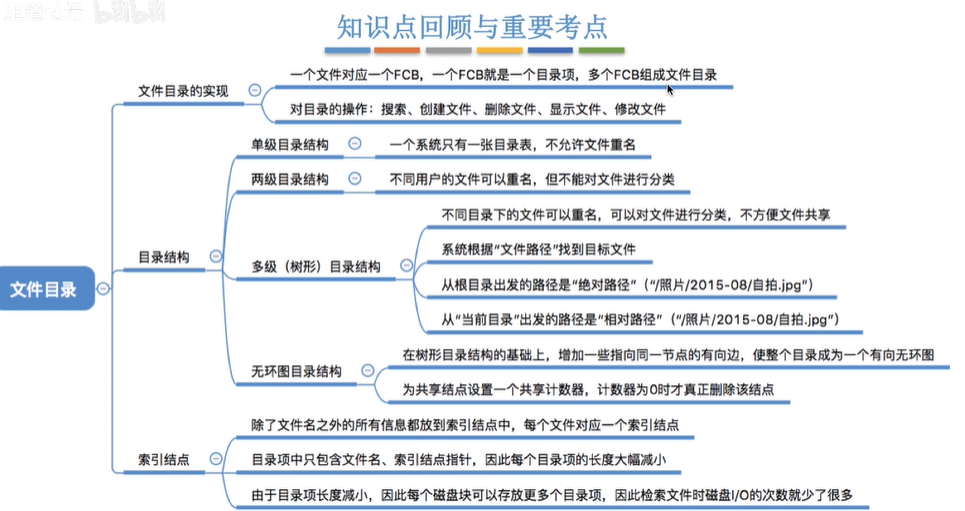 bilibili
知识点回顾与重要考点
文件目录
文件目录的实现
一个文件对应一个FCB，一个FCB就是一个目录项，多个FCB组成文件目录
对目录的操作：搜索、创建文件、删除文件、显示文件、修改文件
目录结构
单级目录结构
一个系统只有一张目录表，不允许文件重名
两级目录结构
不同用户的文件可以重名，但不能对文件进行分类
多级（树形）目录结构
不同目录下的文件可以重名，可以对文件进行分类，不方便文件共享
系统根据“文件路径”找到目标文件
从根目录出发的路径是“绝对路径”（“/照片/2015-08/自拍.jpg”）
从“当前目录”出发的路径是“相对路径”（“/照片/2015-08/自拍.jpg”）
无环图目录结构
在树形目录结构的基础上，增加一些指向同一节点的有向边，使整个目录成为一个有向无环图
为共享结点设置一个共享计数器，计数器为0时才真正删除该结点
索引结点
除了文件名之外的所有信息都放到索引结点中，每个文件对应一个索引结点
目录项中只包含文件名、索引结点指针，因此每个目录项的长度大幅减小
由于目录项长度减小，因此每个磁盘块可以存放更多个目录项，因此检索文件时磁盘I/O的次数就少了很多